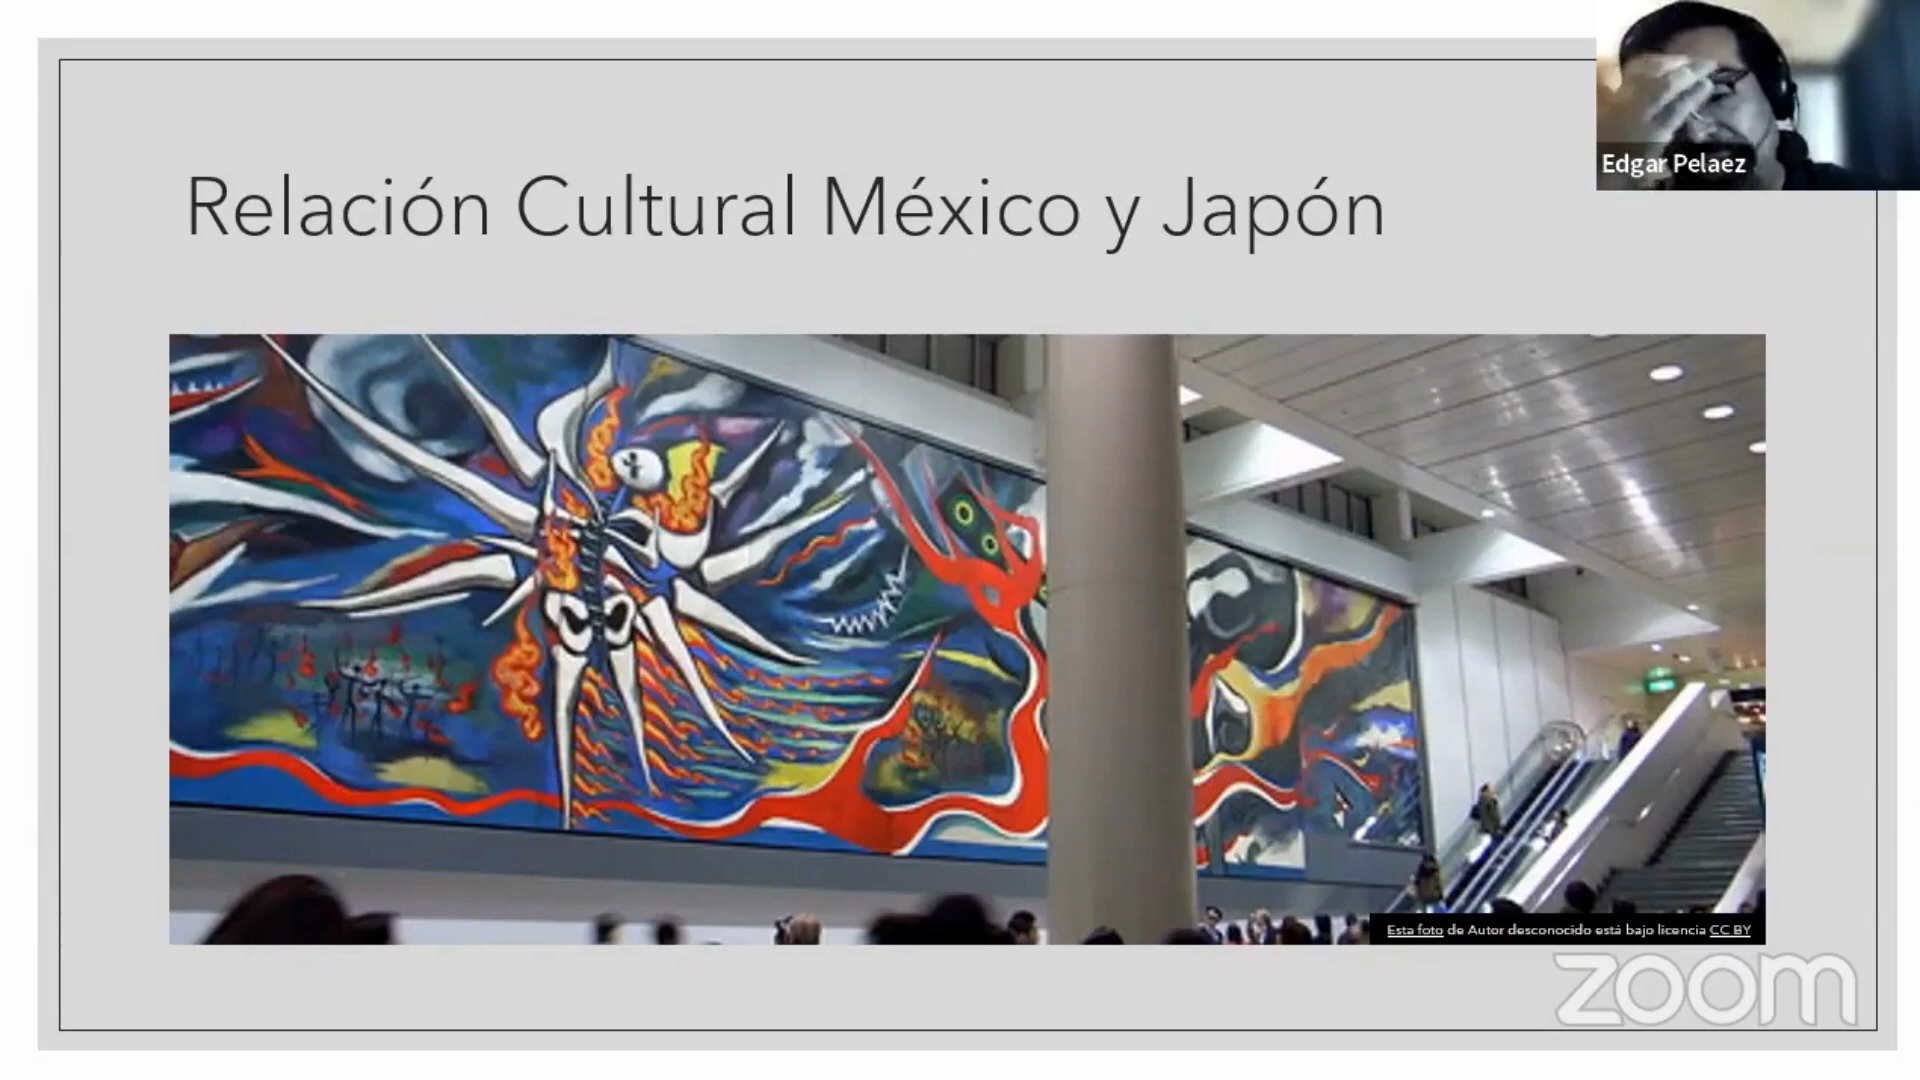 Edgar Pelaez
Relación Cultural México y Japón
Esta foto de Autor desconocido está bajo licencia CC BY
zoom